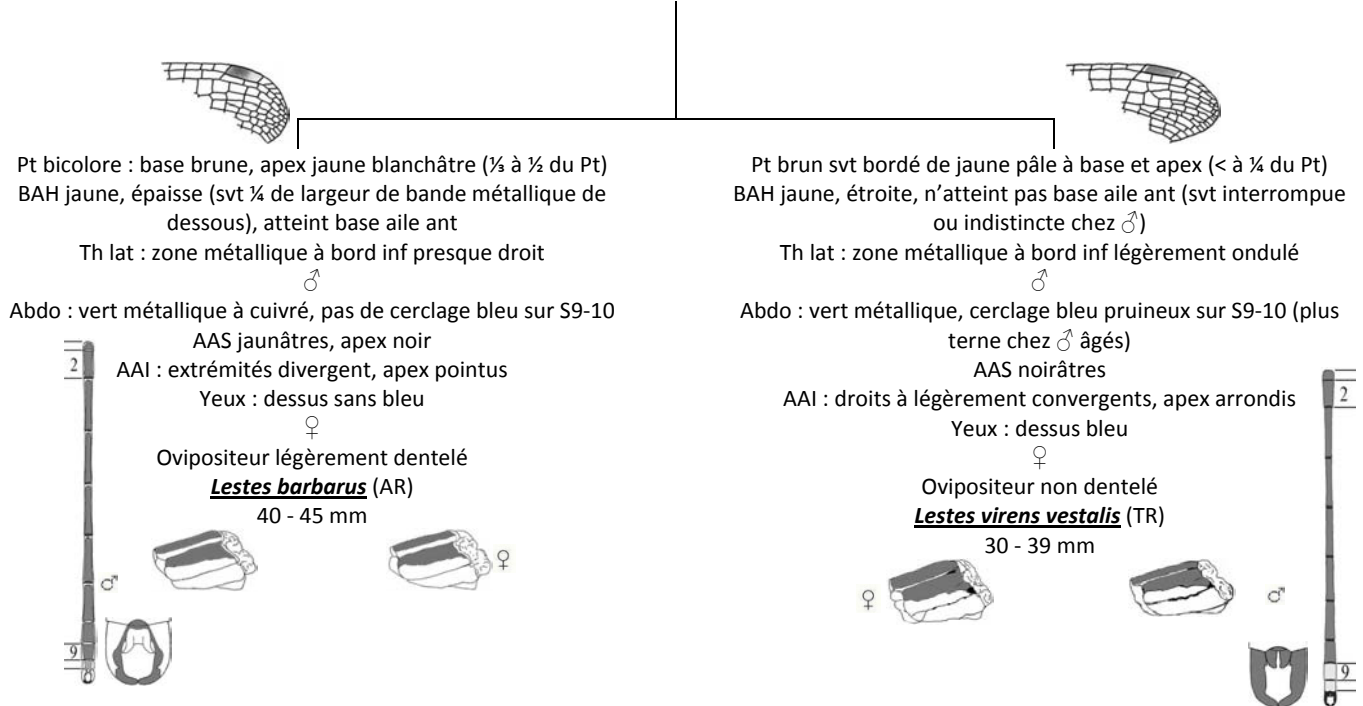 Pt bicolore : base brune, apex jaune blanchâtre (⅓ à ½ du Pt)
BAH jaune, épaisse (svt ¼ de largeur de bande métallique de
dessous), atteint base aile ant
Th lat : zone métallique à bord inf presque droit
♂
Abdo : vert métallique à cuivré, pas de cerclage bleu sur S9-10
AAS jaunâtres, apex noir
AAI : extrémités divergent, apex pointus
Yeux : dessus sans bleu
♀
Ovipositeur légèrement dentelé
Lestes barbarus (AR)
40 - 45 mm
2
♂
9
♀
Pt brun svt bordé de jaune pâle à base et apex (< à ¼ du Pt)
BAH jaune, étroite, n’atteint pas base aile ant (svt interrompue
ou indistincte chez ♂)
Th lat : zone métallique à bord inf légèrement ondulé
♂
Abdo : vert métallique, cerclage bleu pruineux sur S9-10 (plus
terne chez ♂ âgés)
AAS noirâtres
AAI : droits à légèrement convergents, apex arrondis
Yeux : dessus bleu
♀
Ovipositeur non dentelé
Lestes virens vestalis (TR)
30 - 39 mm
♀
♂
2
9